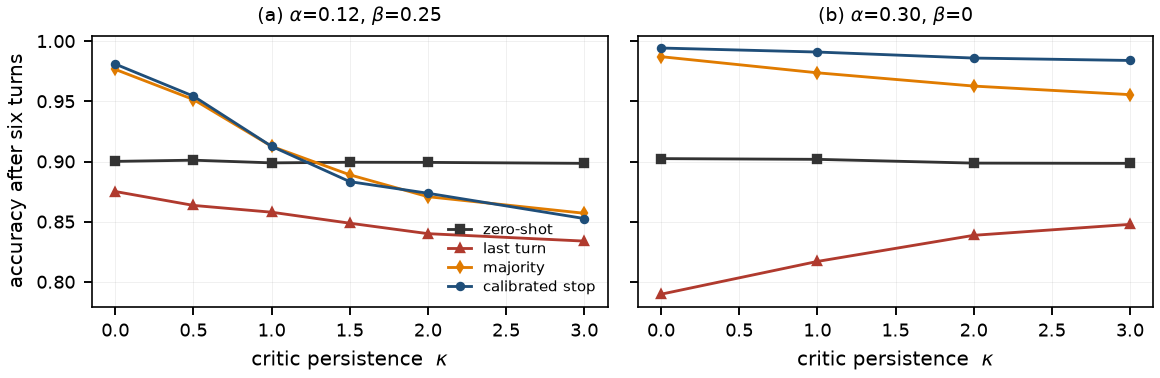 (a) α=0.12, β=0.25
(b) α=0.30, β=0
accuracy after six turns
1.00
0.95
0.90
0.85
0.80
zero-shot
last turn
majority
calibrated stop
0.0 0.5 1.0 1.5 2.0 2.5 3.0
0.0 0.5 1.0 1.5 2.0 2.5 3.0
critic persistence κ
critic persistence κ